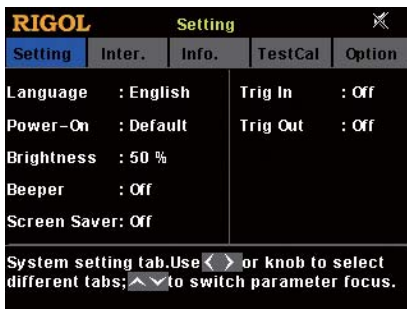 RIGOL Setting
Setting Inter. Info. TestCal Option
Language : English Trig In : Off
Power-On : Default Trig Out : Off
Brightness : 50 %
Beeper : Off
Screen Saver: Off
System setting tab.Use < > or knob to select
different tabs; to switch parameter focus.